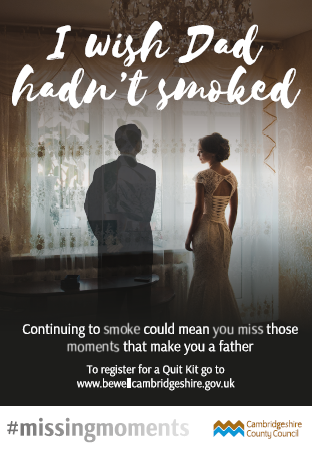 I wish Dad
hadn't smoked
Continuing to smoke could mean you miss those
moments that make you a father
To register for a Quit Kit go to
www.bewellcambridgeshire.gov.uk
#missingmoments
Cambridgeshire
County Council